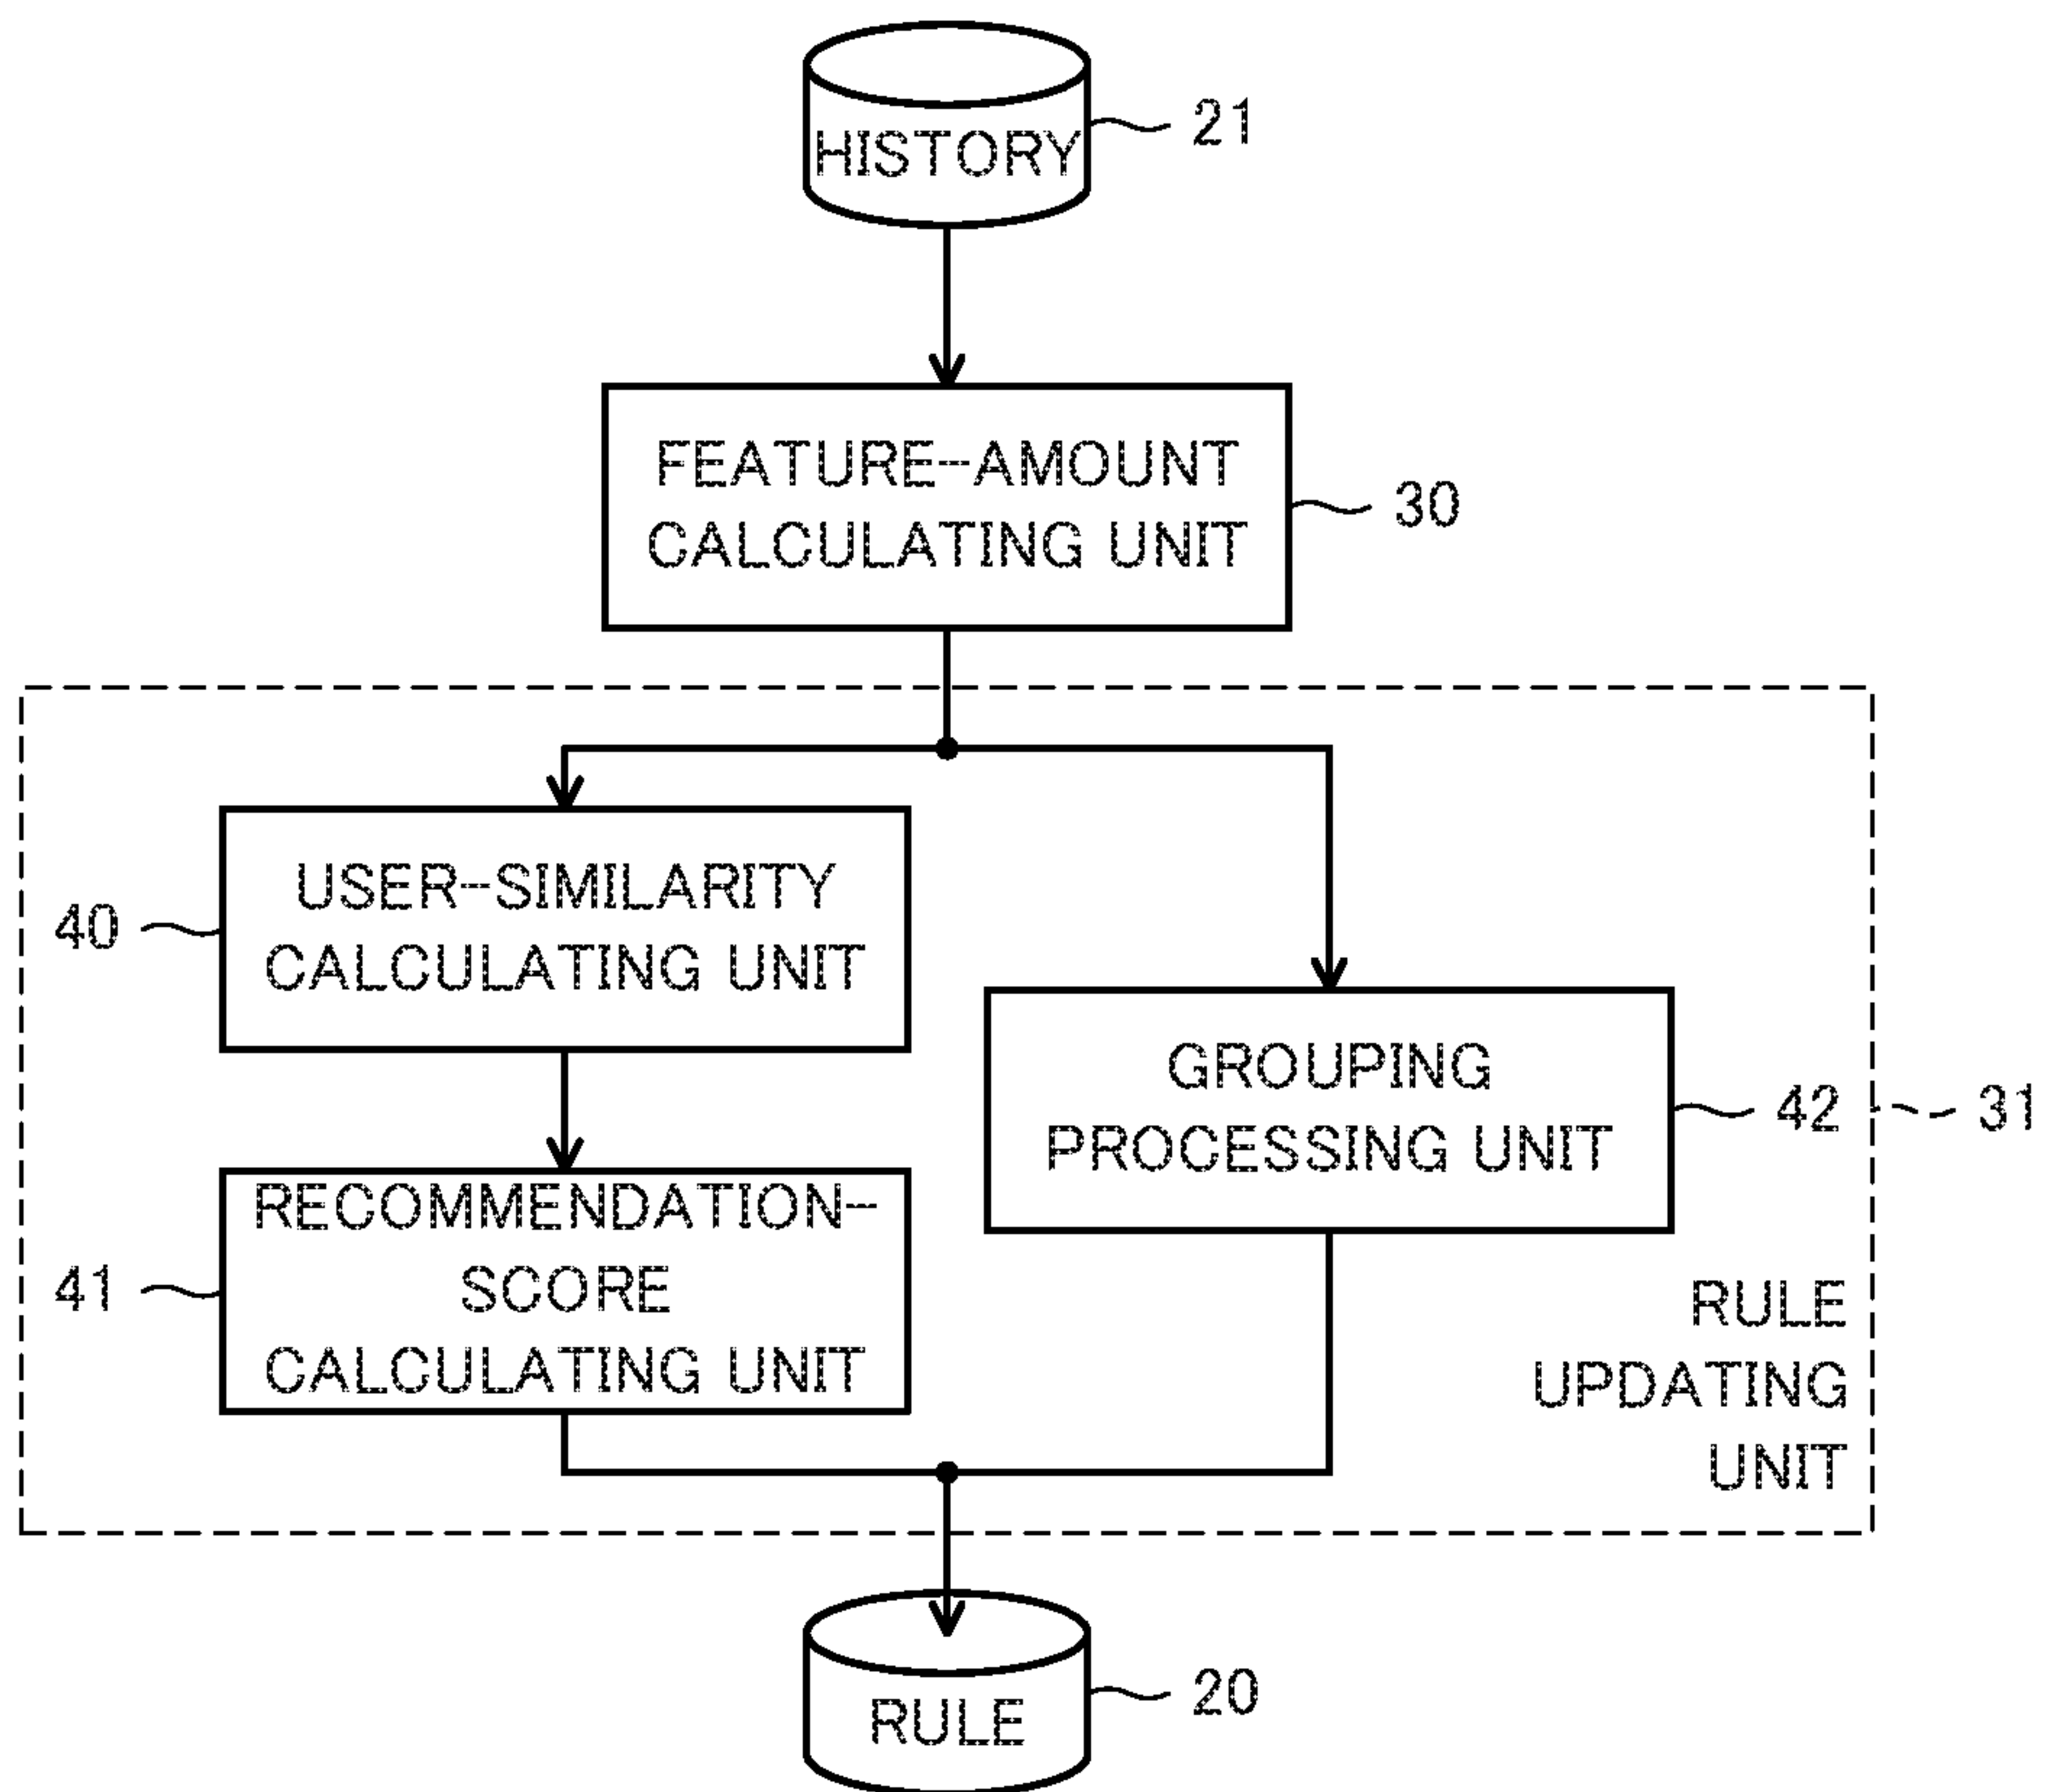 HISTORY
21
FEATURE-AMOUNT
CALCULATING UNIT
30
USER-SIMILARITY
CALCULATING UNIT
40
GROUPING
PROCESSING UNIT
42
31
RECOMMENDATION-
SCORE
CALCULATING UNIT
41
RULE
UPDATING
UNIT
RULE
20